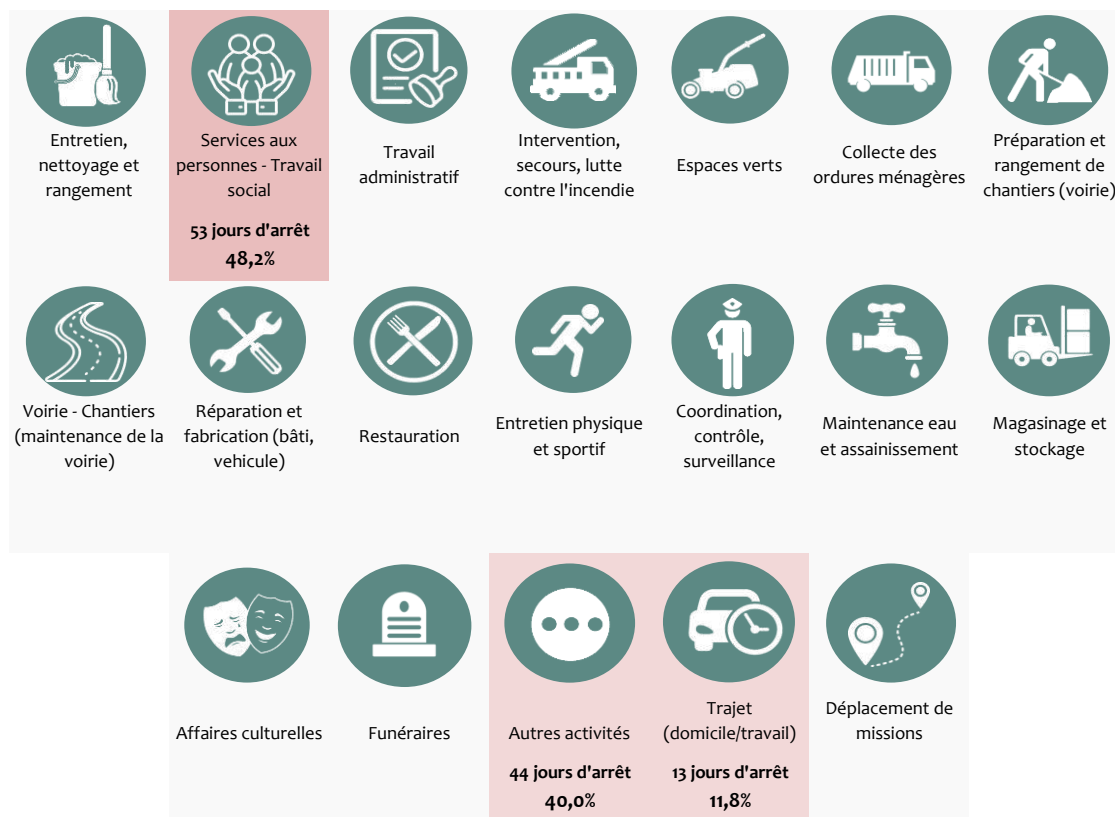 Entretien,
nettoyage et
rangement
Services aux
personnes - Travail
social
53 jours d'arrêt
48,2%
Travail
administratif
Intervention,
secours, lutte
contre l'incendie
Espaces verts
Collecte des
ordures ménagères
Préparation et
rangement de
chantiers (voirie)
Voirie - Chantiers
(maintenance de la
voirie)
Réparation et
fabrication (bâti,
vehicule)
Restauration
Entretien physique
et sportif
Coordination,
contrôle,
surveillance
Maintenance eau
et assainissement
Magasinage et
stockage
Affaires culturelles
Funéraires
Autres activités
44 jours d'arrêt
40,0%
Trajet
(domicile/travail)
13 jours d'arrêt
11,8%
Déplacement de
missions